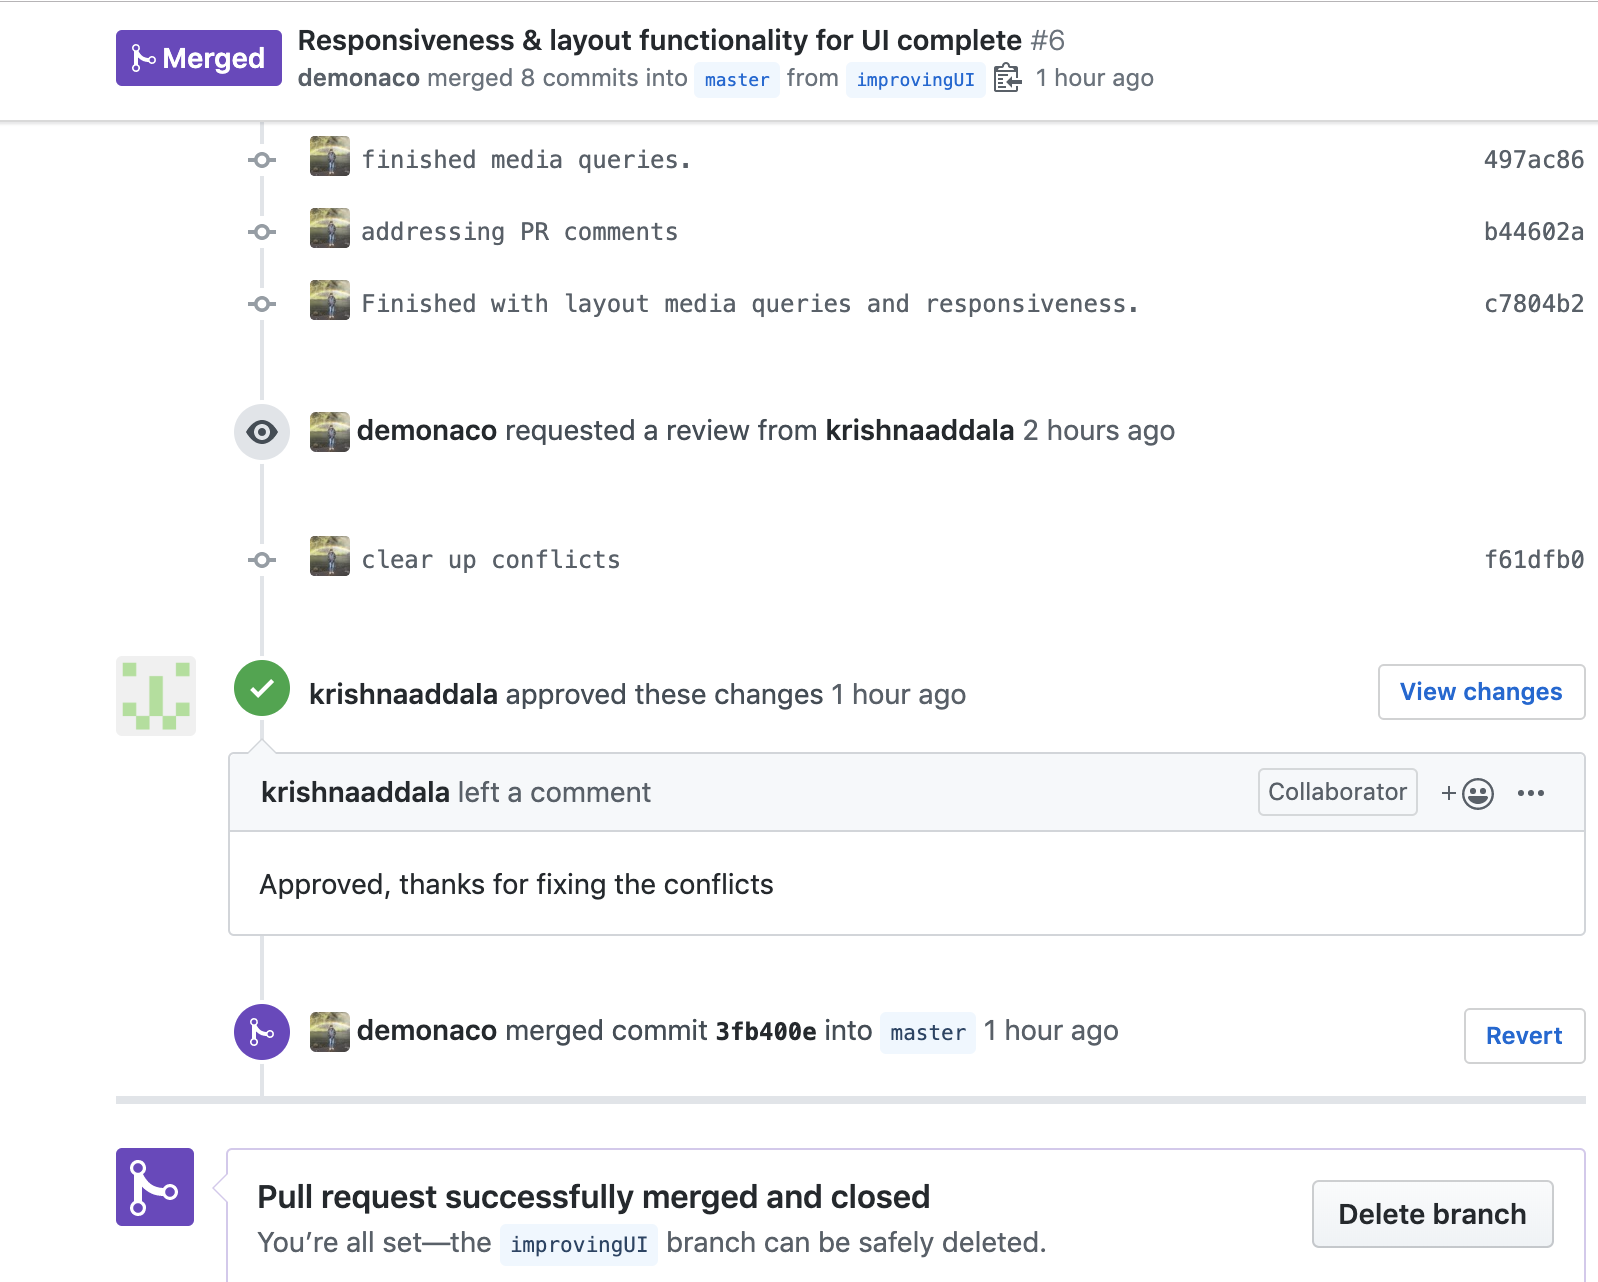 Merged
Responsiveness & layout functionality for UI complete #6
demonaco merged 8 commits into master from improvingUI 1 hour ago
finished media queries. 497ac86
addressing PR comments b44602a
Finished with layout media queries and responsiveness. c7804b2
demonaco requested a review from krishnaaddala 2 hours ago
clear up conflicts f61dfb0
krishnaaddala approved these changes 1 hour ago View changes
krishnaaddala left a comment Collaborator
Approved, thanks for fixing the conflicts
demonaco merged commit 3fb400e into master 1 hour ago Revert
Pull request successfully merged and closed
You’re all set—the improvingUI branch can be safely deleted.
Delete branch